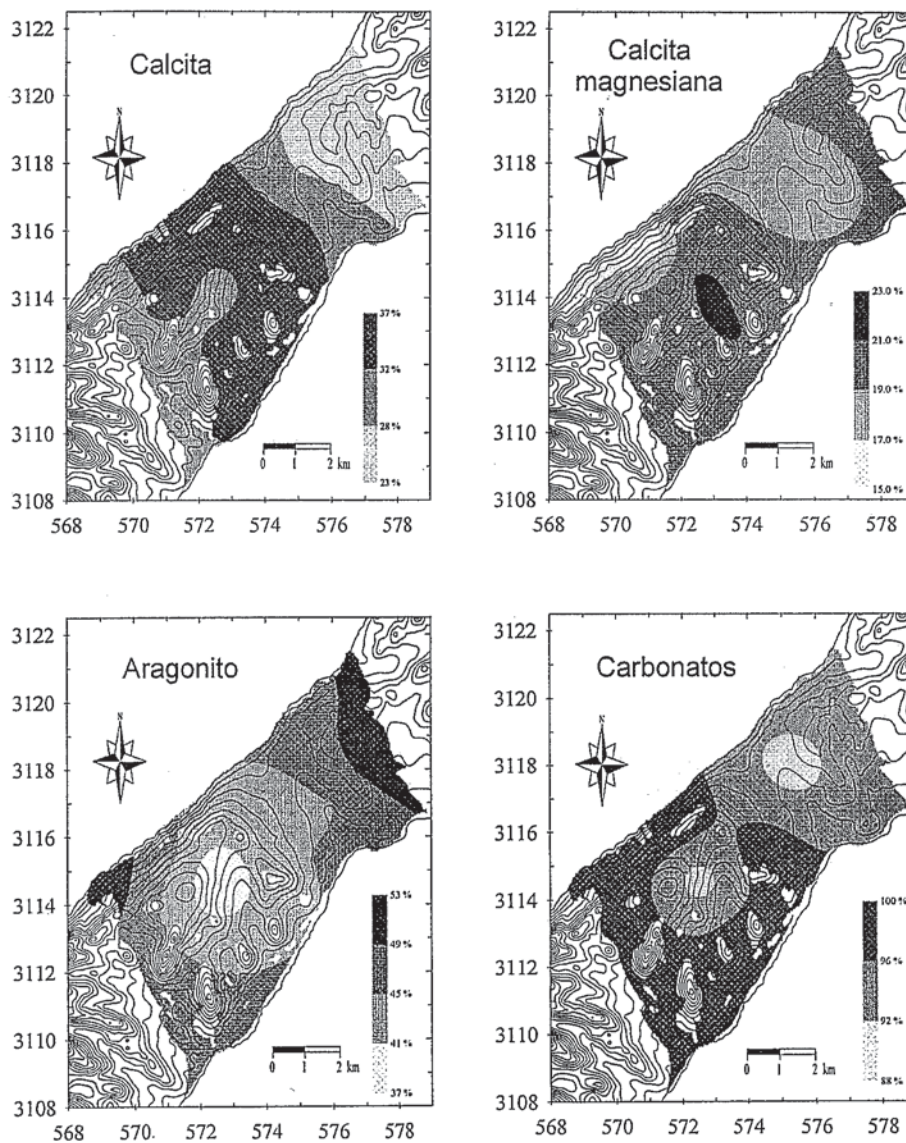 3122
3120
3118
3116
3114
3112
3110
3108
Calcita
N
37 %
32 %
28 %
23 %
0 1 2 km
568 570 572 574 576 578
3122
3120
3118
3116
3114
3112
3110
3108
Calcita
magnesiana
N
23.0 %
21.0 %
19.0 %
17.0 %
15.0 %
0 1 2 km
568 570 572 574 576 578
3122
3120
3118
3116
3114
3112
3110
3108
Aragonito
N
53 %
49 %
45 %
41 %
37 %
0 1 2 km
568 570. 572 574 576 578
3122
3120
3118
3116
3114
3112
3110
3108
Carbonatos
N
100 %
96 %
92 %
88 %
0 1 2 km
568 570 572 574 576 578